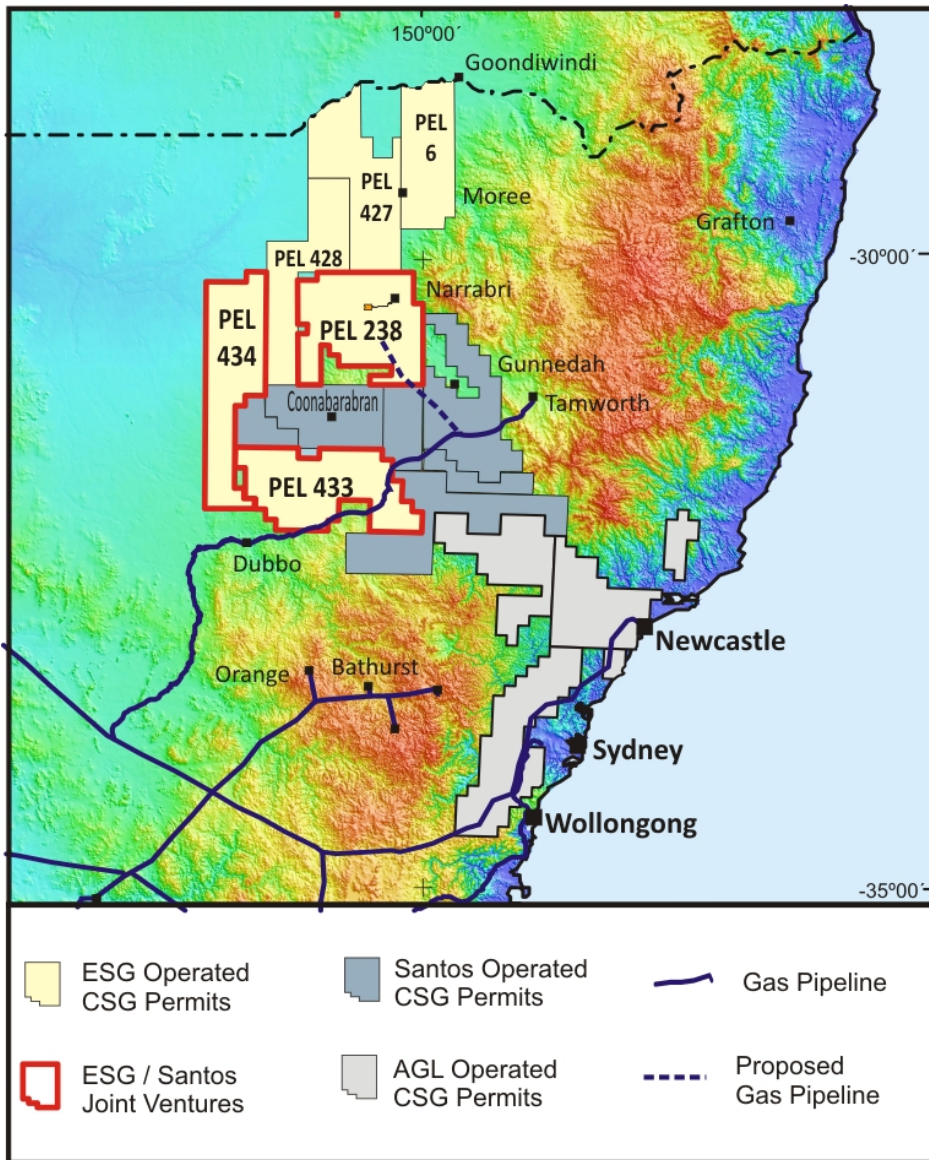 150º00´
Goondiwindi
PEL
6
PEL
427
Moree
Grafton
PEL 428
-30º00´
Narrabri
PEL
434
PEL 238
Gunnedah
Coonabarabran
Tamworth
PEL 433
Dubbo
Newcastle
Orange
Bathurst
Sydney
Wollongong
-35º00´
ESG Operated
CSG Permits
Santos Operated
CSG Permits
Gas Pipeline
ESG / Santos
Joint Ventures
AGL Operated
CSG Permits
Proposed
Gas Pipeline